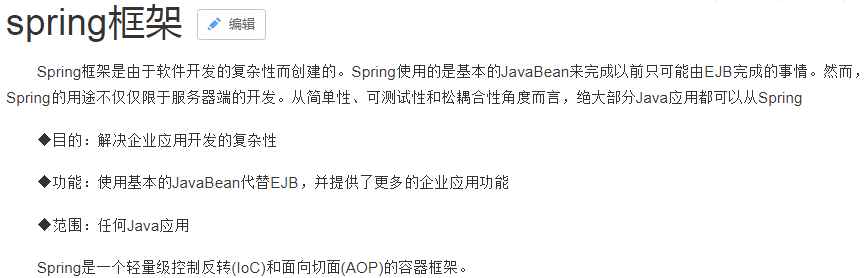 spring框架 编辑
Spring框架是由于软件开发的复杂性而创建的。Spring使用的是基本的JavaBean来完成以前只可能由EJB完成的事情。然而，
Spring的用途不仅仅限于服务器端的开发。从简单性、可测试性和松耦合性角度而言，绝大部分Java应用都可以从Spring
◆目的：解决企业应用开发的复杂性
◆功能：使用基本的JavaBean代替EJB，并提供了更多的企业应用功能
◆范围：任何Java应用
Spring是一个轻量级控制反转(IoC)和面向切面(AOP)的容器框架。